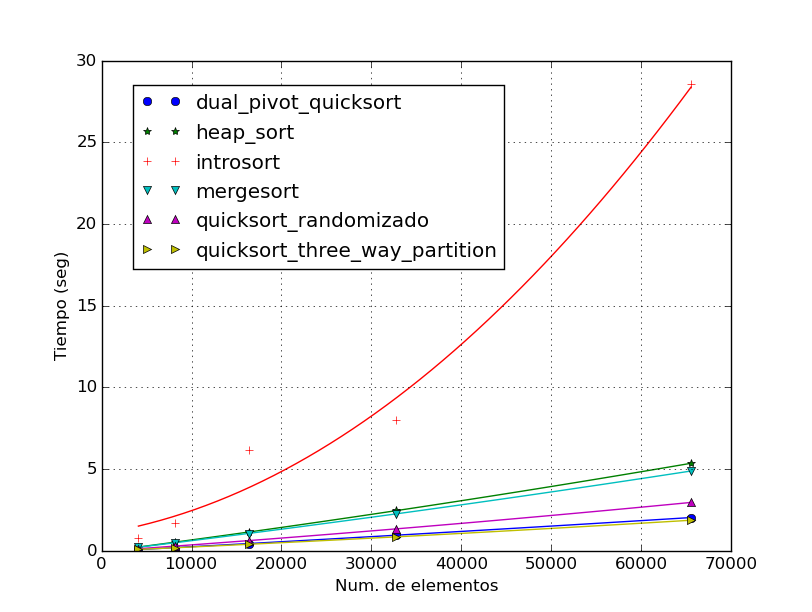 30
25
20
15
10
5
0
Tiempo (seg)
dual_pivot_quicksort
heap_sort
introsort
mergesort
quicksort_randomizado
quicksort_three_way_partition
0 10000 20000 30000 40000 50000 60000 70000
Num. de elementos